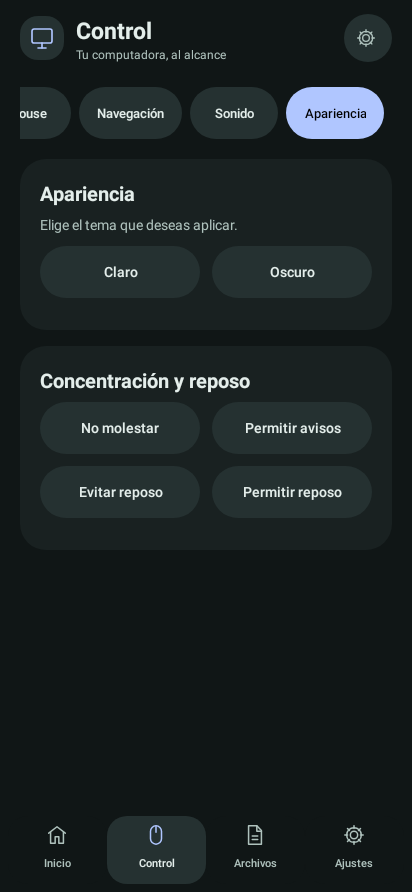 Control
Tu computadora, al alcance
ouse
Navegación
Sonido
Apariencia
Apariencia
Elige el tema que deseas aplicar.
Claro
Oscuro
Concentración y reposo
No molestar
Permitir avisos
Evitar reposo
Permitir reposo
Inicio
Control
Archivos
Ajustes